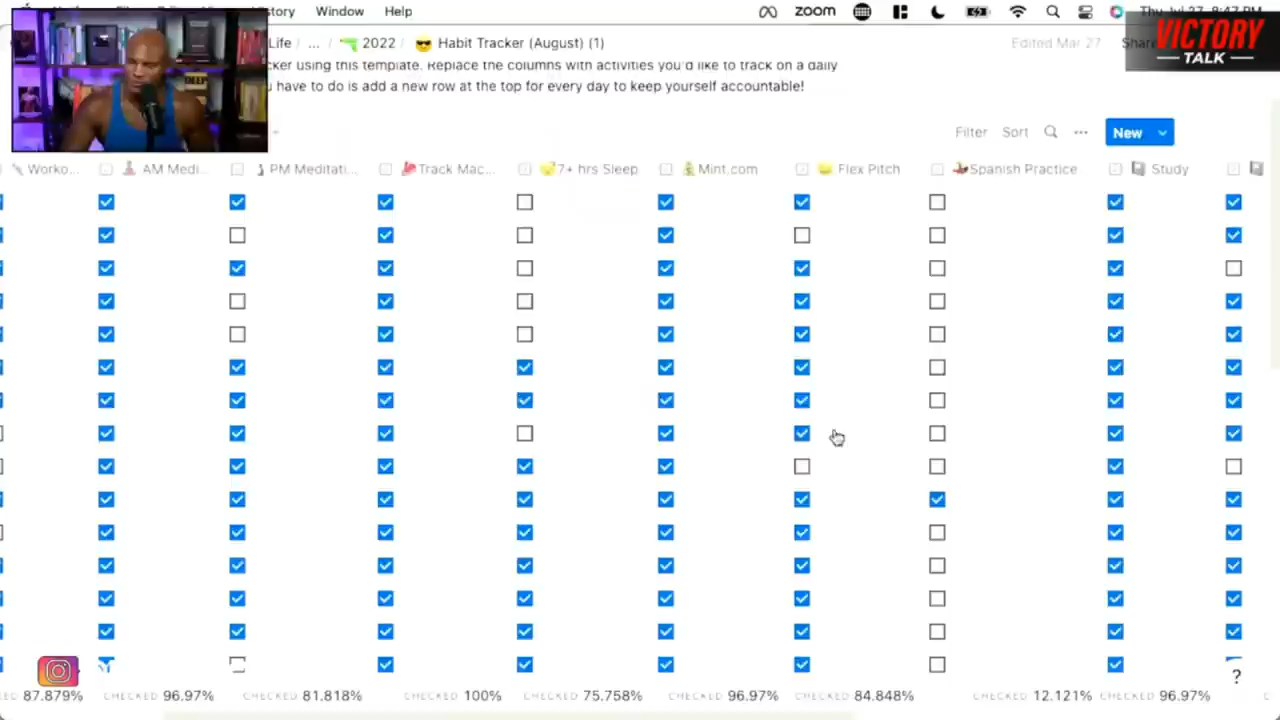 Window Help zoom
Life / ... / 2022 / Habit Tracker (August) (1) Edited Mar 27
VICTORY
TALK
cker using this template. Replace the columns with activities you'd like to track on a daily
u have to do is add a new row at the top for every day to keep yourself accountable!
Filter Sort ... New
Worko... AM Medi... PM Meditati... Track Mac... 7+ hrs Sleep Mint.com Flex Pitch Spanish Practice Study
?
87.879% CHECKED 96.97% CHECKED 81.818% CHECKED 100% CHECKED 75.758% CHECKED 96.97% CHECKED 84.848% CHECKED 12.121% CHECKED 96.97%